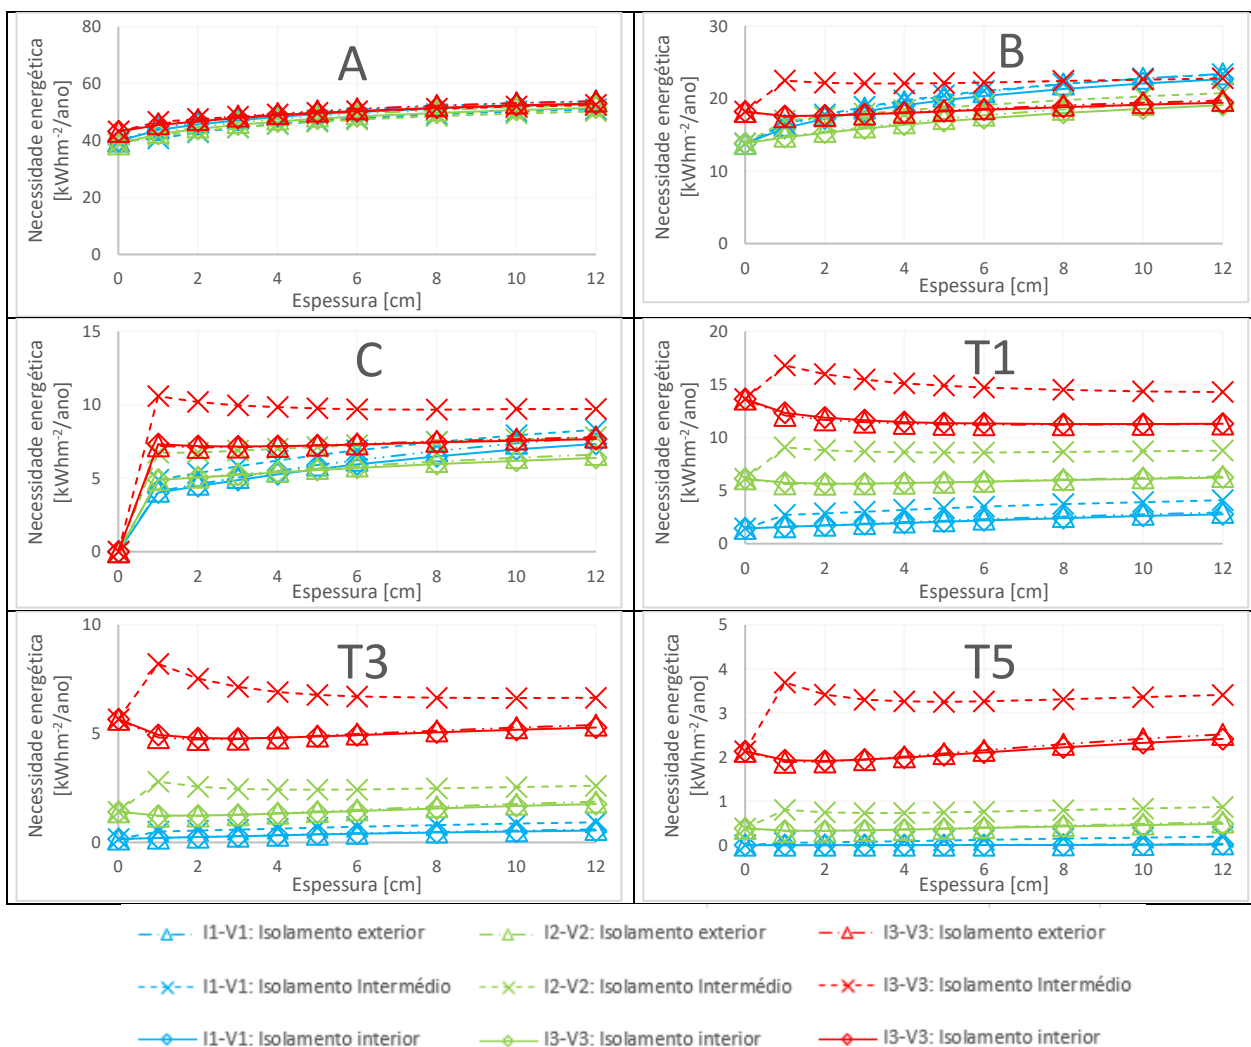 A
Necessidade energética
[kWhm⁻²/ano]
80
60
40
20
0
0 2 4 6 8 10 12
Espessura [cm]
B
Necessidade energética
[kWhm⁻²/ano]
30
20
10
0
0 2 4 6 8 10 12
Espessura [cm]
C
Necessidade energética
[kWhm⁻²/ano]
15
10
5
0
0 2 4 6 8 10 12
Espessura [cm]
T1
Necessidade energética
[kWhm⁻²/ano]
20
15
10
5
0
0 2 4 6 8 10 12
Espessura [cm]
T3
Necessidade energética
[kWhm⁻²/ano]
10
5
0
0 2 4 6 8 10 12
Espessura [cm]
T5
Necessidade energética
[kWhm⁻²/ano]
5
4
3
2
1
0
0 2 4 6 8 10 12
Espessura [cm]
I1-V1: Isolamento exterior I2-V2: Isolamento exterior I3-V3: Isolamento exterior
I1-V1: Isolamento Intermédio I2-V2: Isolamento Intermédio I3-V3: Isolamento Intermédio
I1-V1: Isolamento interior I3-V3: Isolamento interior I3-V3: Isolamento interior